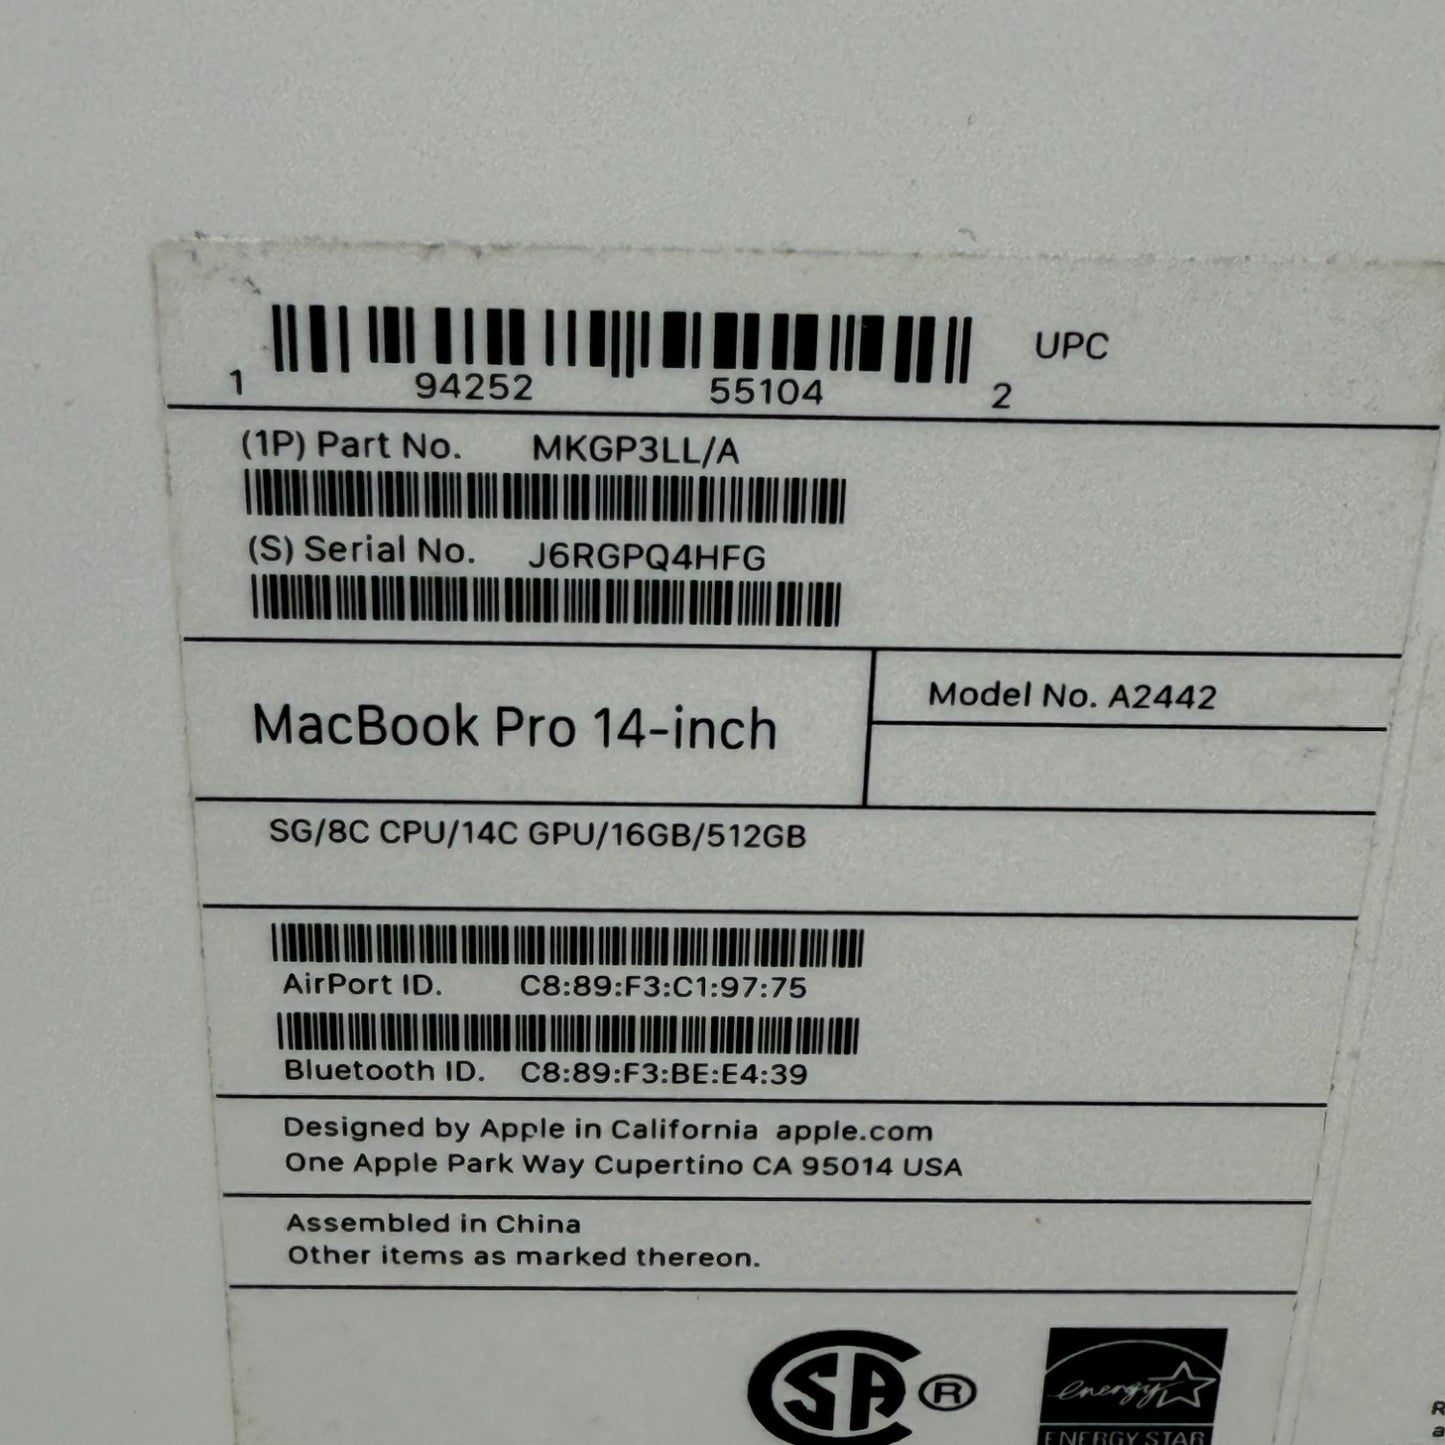 1 94252 55104 2 UPC
(1P) Part No. MKGP3LL/A
(S) Serial No. J6RGPQ4HFG
MacBook Pro 14-inch
Model No. A2442
SG/8C CPU/14C GPU/16GB/512GB
AirPort ID. C8:89:F3:C1:97:75
Bluetooth ID. C8:89:F3:BE:E4:39
Designed by Apple in California apple.com
One Apple Park Way Cupertino CA 95014 USA
Assembled in China
Other items as marked thereon.
SA ®
energy
ENERGY STAR